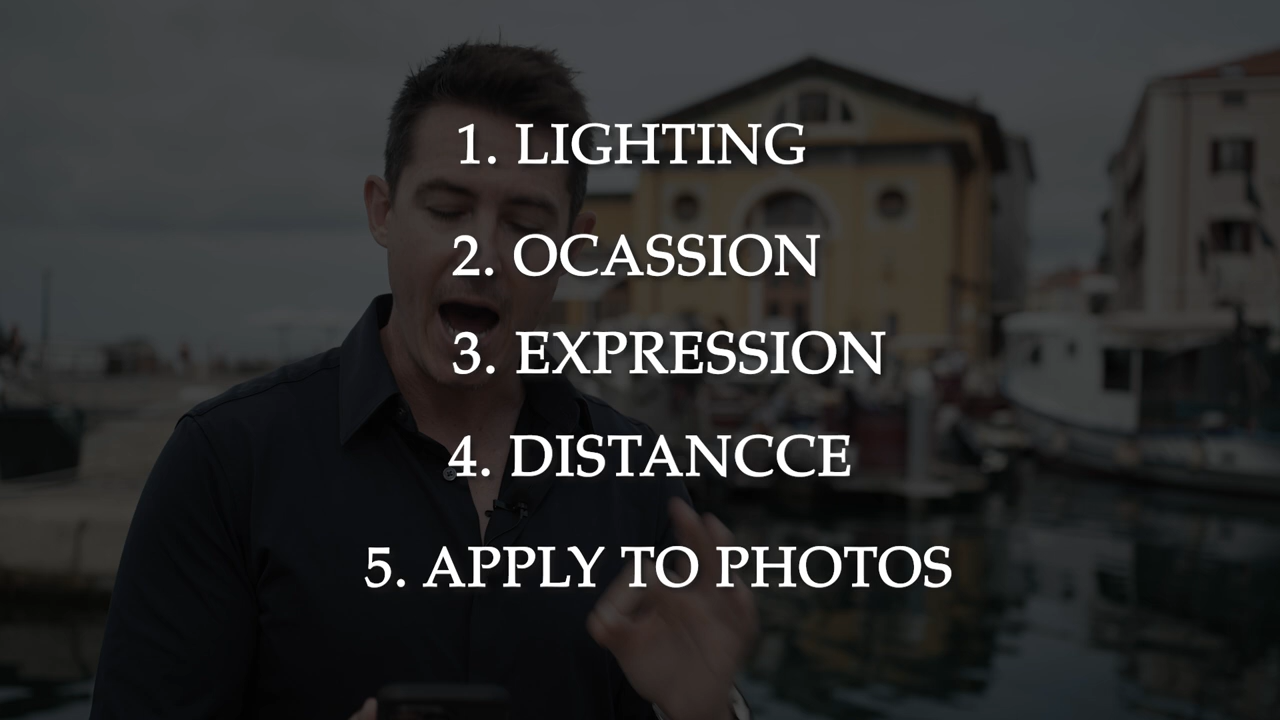 1. LIGHTING
2. OCASSION
3. EXPRESSION
4. DISTANCCE
5. APPLY TO PHOTOS